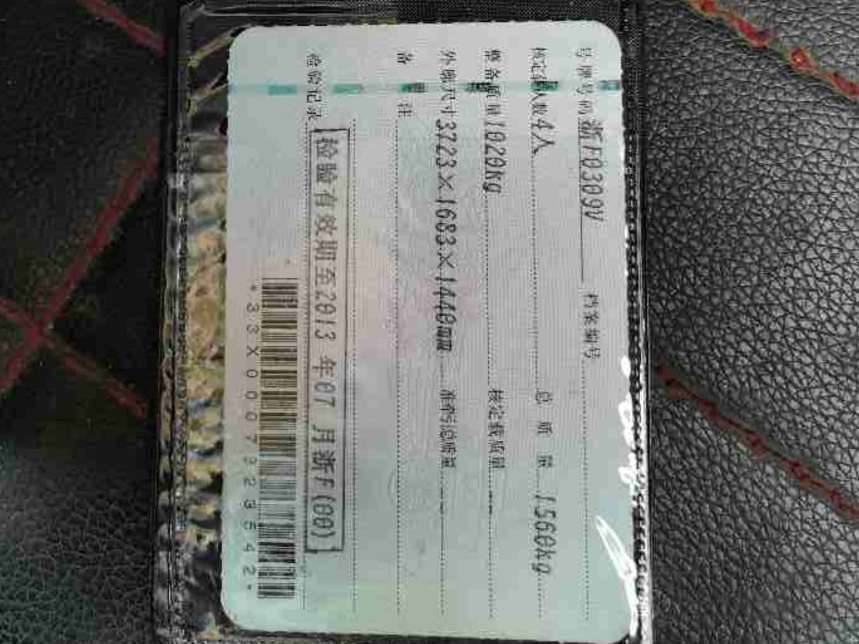 号牌号码 浙F0309V 档案编号
核定载人数 4人 总质量 1560kg
整备质量 1020kg 核定载质量 --
外廓尺寸 3723×1683×1440mm 准牵引总质量 --
备注
检验记录
检验有效期至2013年07月浙F(00)
*33X0007923542*